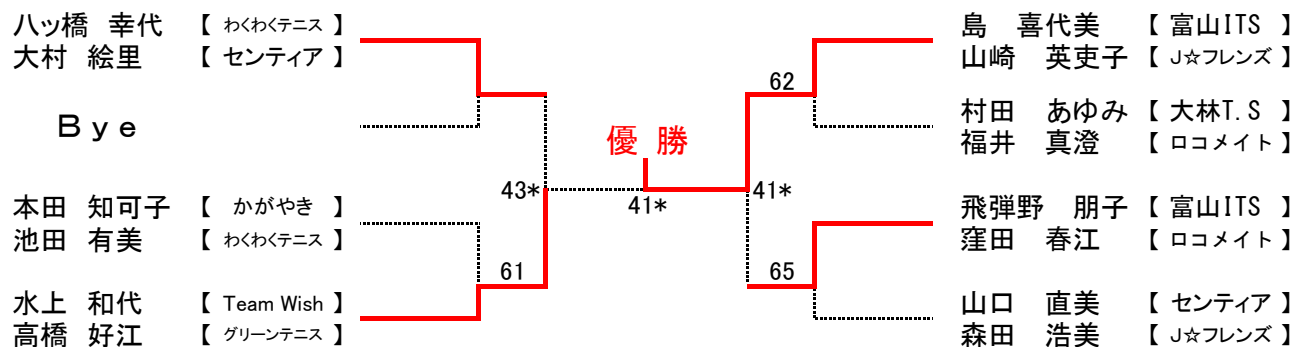 八ッ橋 幸代 【 わくわくテニス 】
大村 絵里 【 センティア 】
Bye
本田 知可子 【 かがやき 】
池田 有美 【 わくわくテニス 】
水上 和代 【 Team Wish 】
高橋 好江 【 グリーンテニス 】
61
43*
優 勝
41*
41*
62
65
島 喜代美 【 富山ITS 】
山崎 英吏子 【 J☆フレンズ 】
村田 あゆみ 【 大林T.S 】
福井 真澄 【 ロコメイト 】
飛弾野 朋子 【 富山ITS 】
窪田 春江 【 ロコメイト 】
山口 直美 【 センティア 】
森田 浩美 【 J☆フレンズ 】